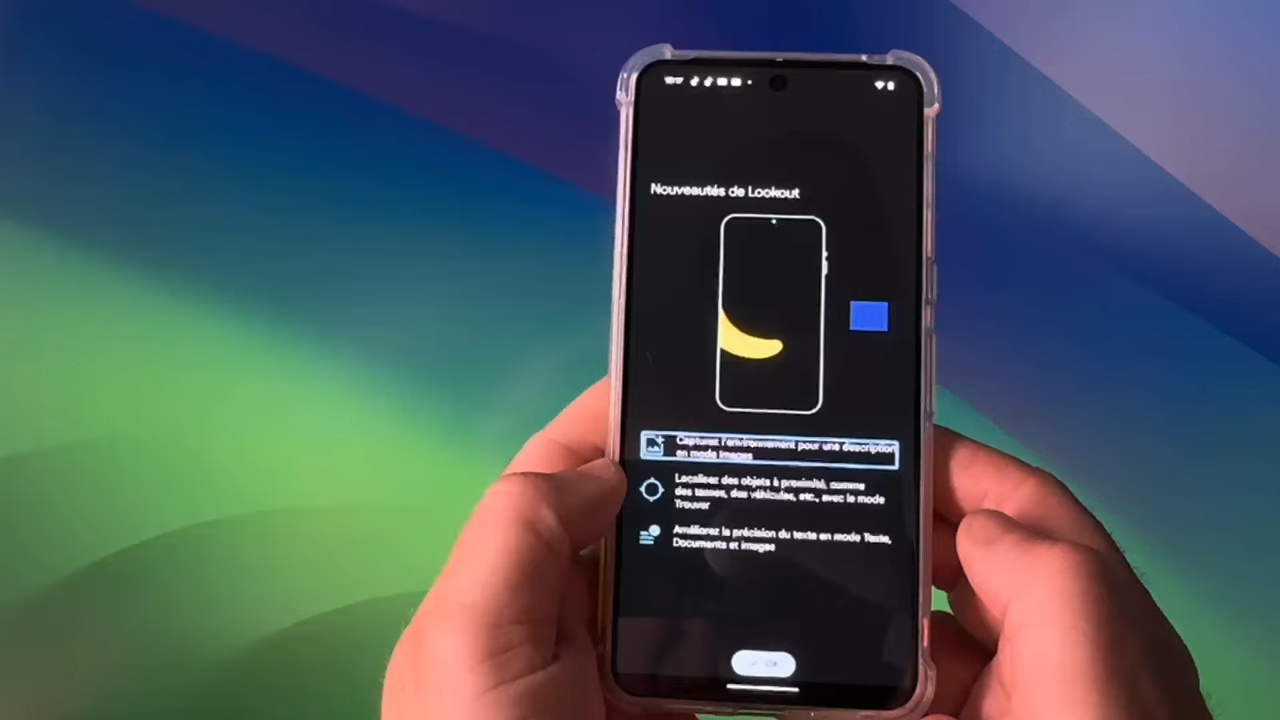 Nouveautés de Lookout
Capturez l'environnement pour une description
en mode Images
Localisez des objets à proximité, comme
des tasses, des véhicules, etc., avec le mode
Trouver
Améliorez la précision du texte en mode Texte,
Documents et images
OK